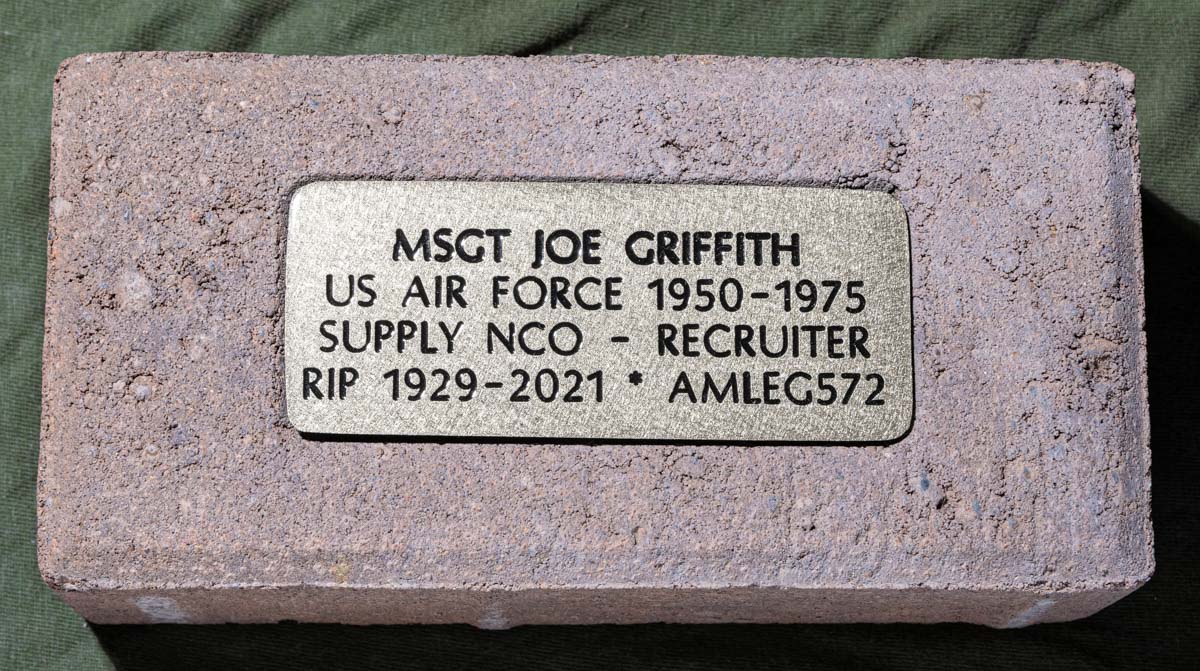 MSGT JOE GRIFFITH
US AIR FORCE 1950-1975
SUPPLY NCO - RECRUITER
RIP 1929-2021 * AMLEG572